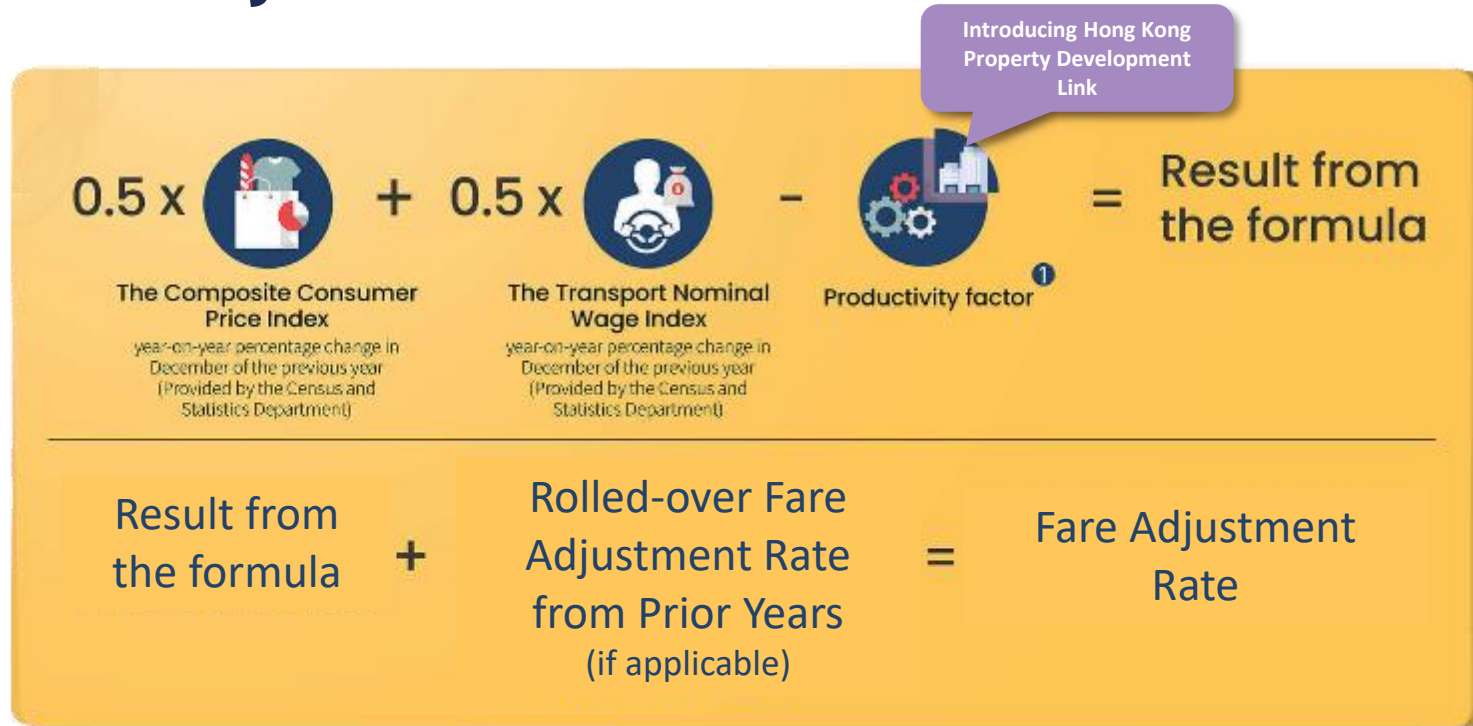 Introducing Hong Kong
Property Development
Link
0.5 x
+
0.5 x
-
=
Result from
the formula
The Composite Consumer
Price Index
year-on-year percentage change in
December of the previous year
(Provided by the Census and
Statistics Department)
The Transport Nominal
Wage Index
year-on-year percentage change in
December of the previous year
(Provided by the Census and
Statistics Department)
Productivity factor 1
Result from
the formula
+
Rolled-over Fare
Adjustment Rate
from Prior Years
(if applicable)
=
Fare Adjustment
Rate